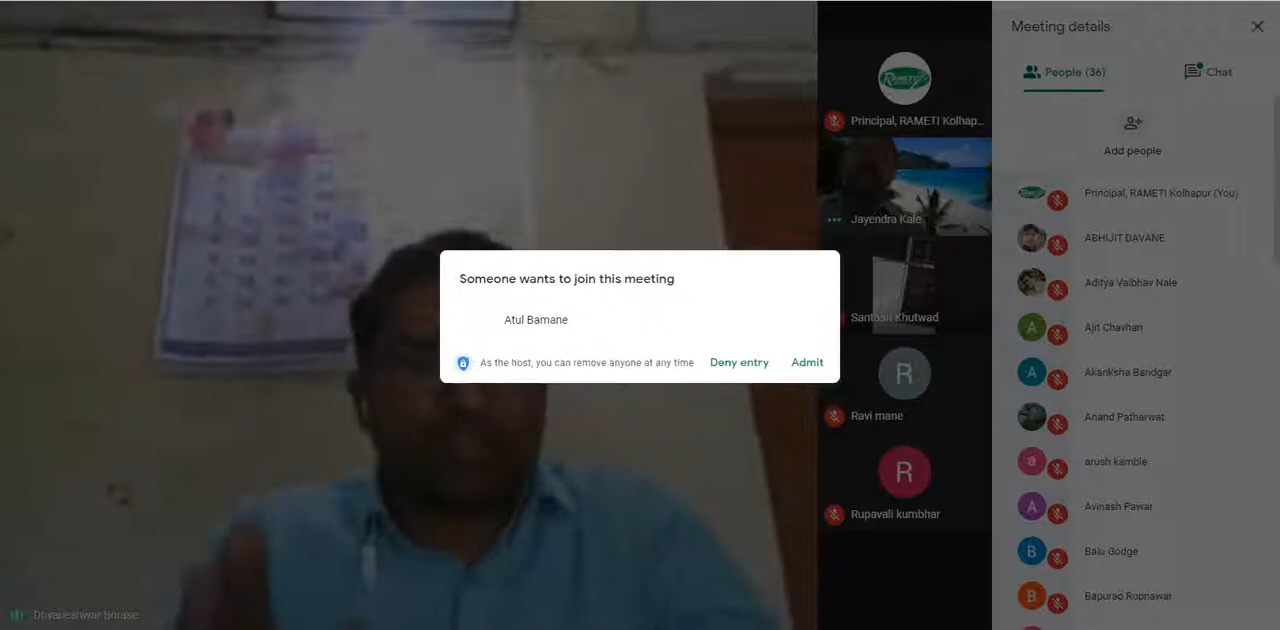 Meeting details
People (36)
Chat
Add people
RAMETI
Principal, RAMETI Kolhap...
Jayendra Kale
Santosh Khutwad
Ravi mane
R
Rupavali kumbhar
R
Principal, RAMETI Kolhapur (You)
ABHIJIT DAVANE
Aditya Vaibhav Nale
A
Ajit Chavhan
A
Akanksha Bandgar
Anand Patharwat
a
arush kamble
A
Avinash Pawar
B
Balu Godge
B
Bapurao Rupnawar
Someone wants to join this meeting
Atul Bamane
As the host, you can remove anyone at any time
Deny entry
Admit
Dnyaneshwar Borase